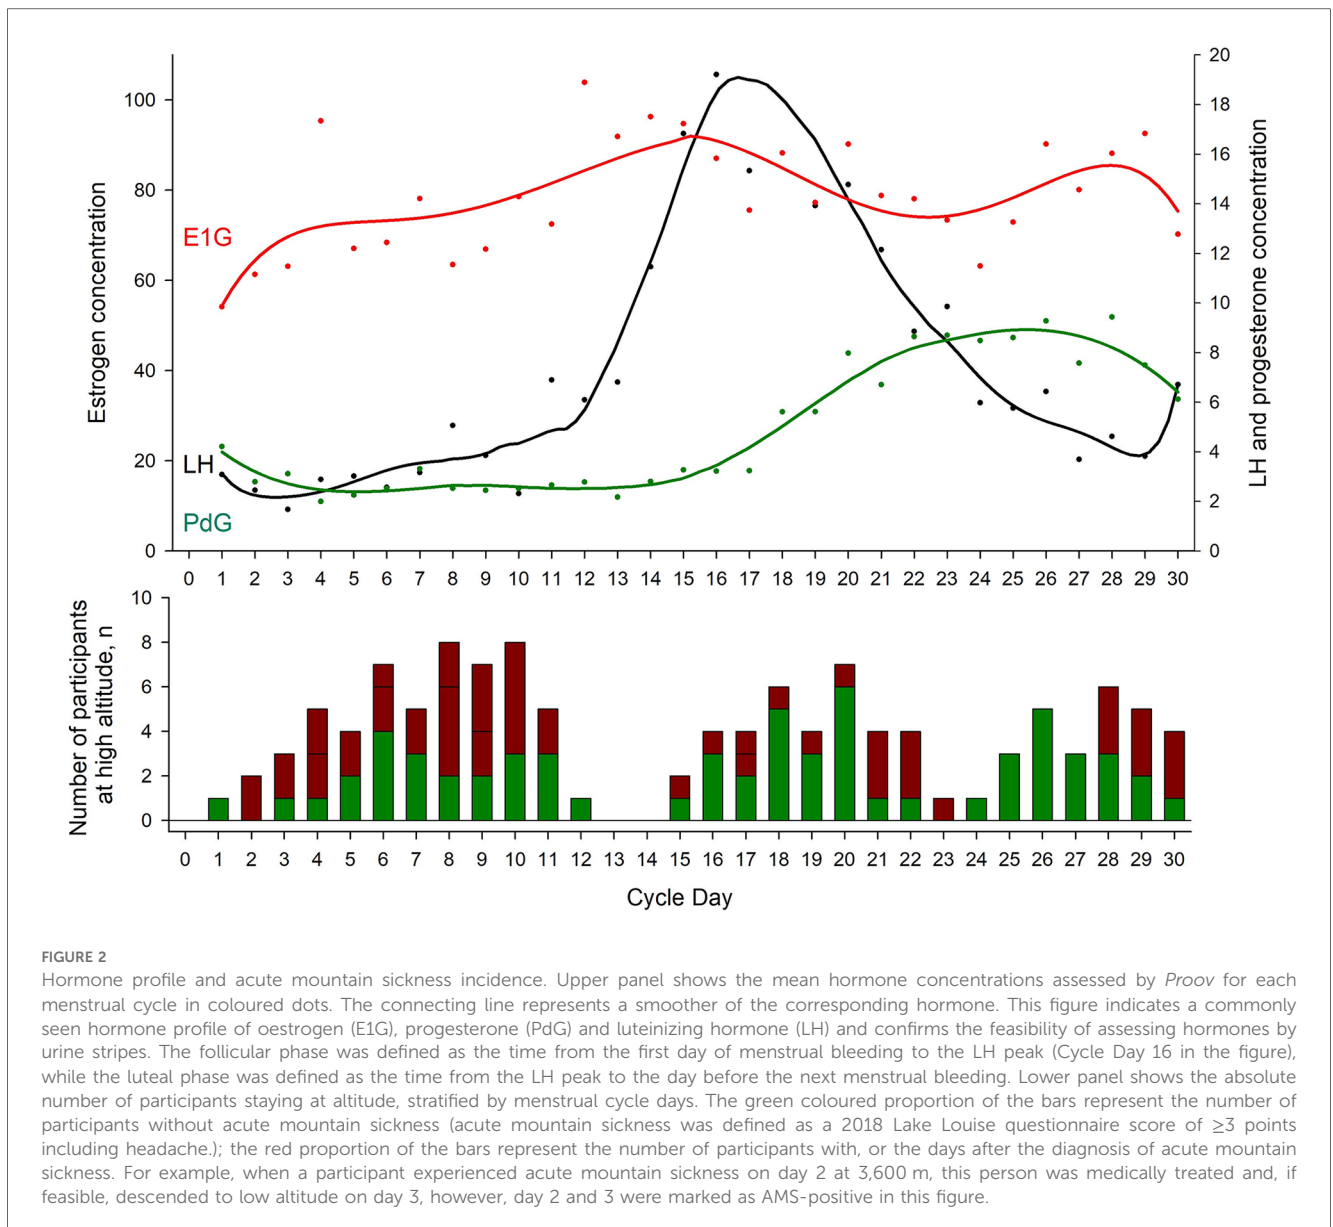 100
80
60
40
20
0
Estrogen concentration
E1G
LH
PdG
20
18
16
14
12
10
8
6
4
2
0
LH and progesterone concentration
0 1 2 3 4 5 6 7 8 9 10 11 12 13 14 15 16 17 18 19 20 21 22 23 24 25 26 27 28 29 30
10
8
6
4
2
0
Number of participants
at high altitude, n
0 1 2 3 4 5 6 7 8 9 10 11 12 13 14 15 16 17 18 19 20 21 22 23 24 25 26 27 28 29 30
Cycle Day
FIGURE 2
Hormone profile and acute mountain sickness incidence. Upper panel shows the mean hormone concentrations assessed by Proov for each
menstrual cycle in coloured dots. The connecting line represents a smoother of the corresponding hormone. This figure indicates a commonly
seen hormone profile of oestrogen (E1G), progesterone (PdG) and luteinizing hormone (LH) and confirms the feasibility of assessing hormones by
urine stripes. The follicular phase was defined as the time from the first day of menstrual bleeding to the LH peak (Cycle Day 16 in the figure),
while the luteal phase was defined as the time from the LH peak to the day before the next menstrual bleeding. Lower panel shows the absolute
number of participants staying at altitude, stratified by menstrual cycle days. The green coloured proportion of the bars represent the number of
participants without acute mountain sickness (acute mountain sickness was defined as a 2018 Lake Louise questionnaire score of ≥3 points
including headache.); the red proportion of the bars represent the number of participants with, or the days after the diagnosis of acute mountain
sickness. For example, when a participant experienced acute mountain sickness on day 2 at 3,600 m, this person was medically treated and, if
feasible, descended to low altitude on day 3, however, day 2 and 3 were marked as AMS-positive in this figure.